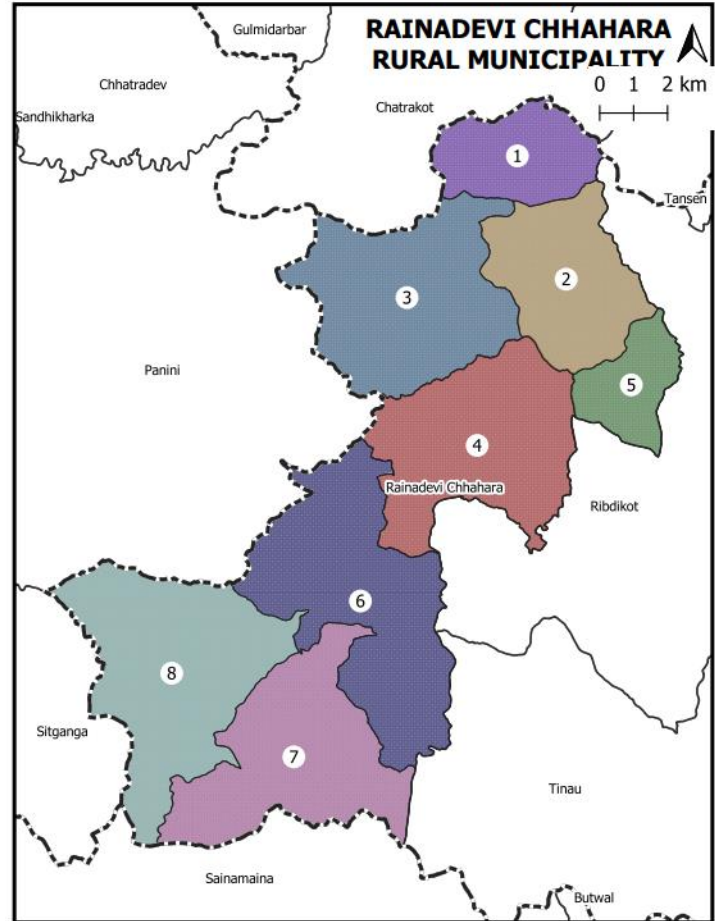 RAINADEVI CHHAHARA
RURAL MUNICIPALITY
0 1 2 km
Gulmidarbar
Chhatradev
Chatrakot
Sandhikharka
1
Tansen
2
3
Panini
5
4
Rainadevi Chhahara
Ribdikot
6
8
Sitganga
7
Tinau
Sainamaina
Butwal